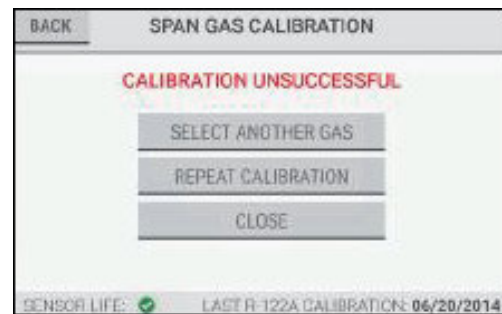 BACK SPAN GAS CALIBRATION
CALIBRATION UNSUCCESSFUL
SELECT ANOTHER GAS
REPEAT CALIBRATION
CLOSE
SENSOR LIFE: LAST R-122A CALIBRATION: 06/20/2014